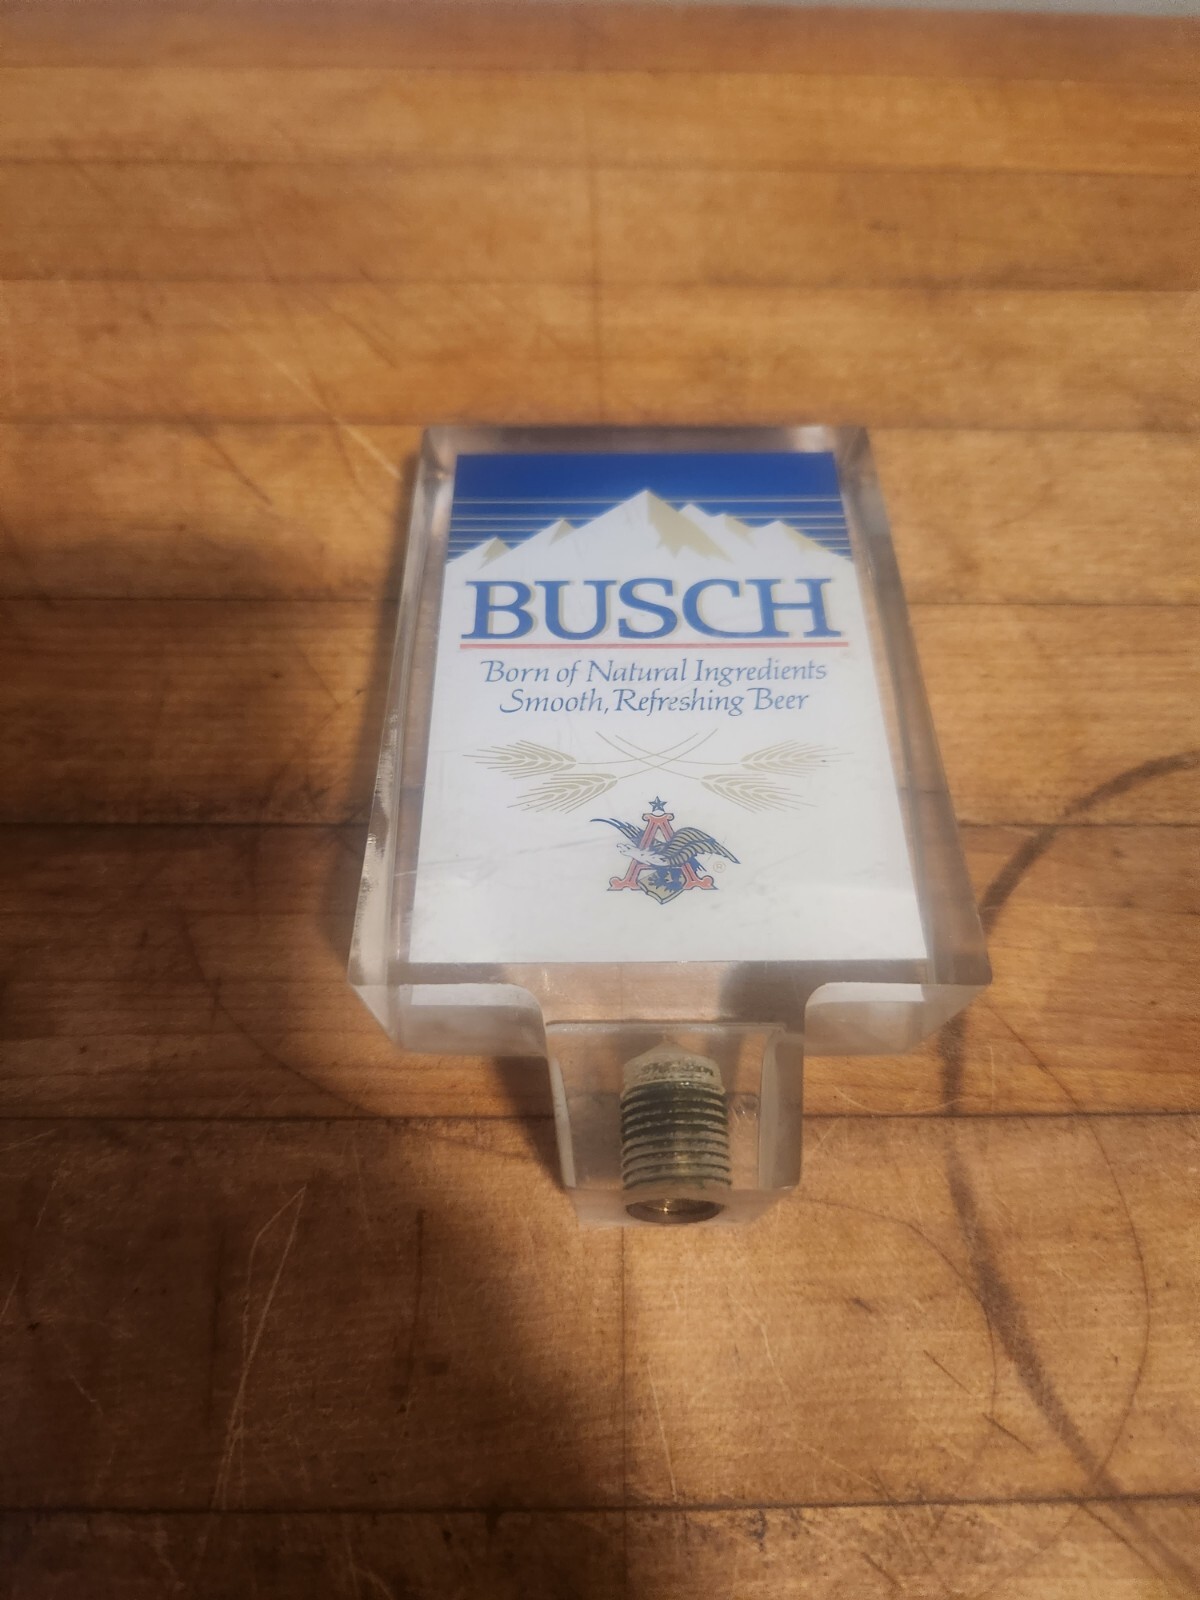 BUSCH
Born of Natural Ingredients
Smooth, Refreshing Beer
A
®